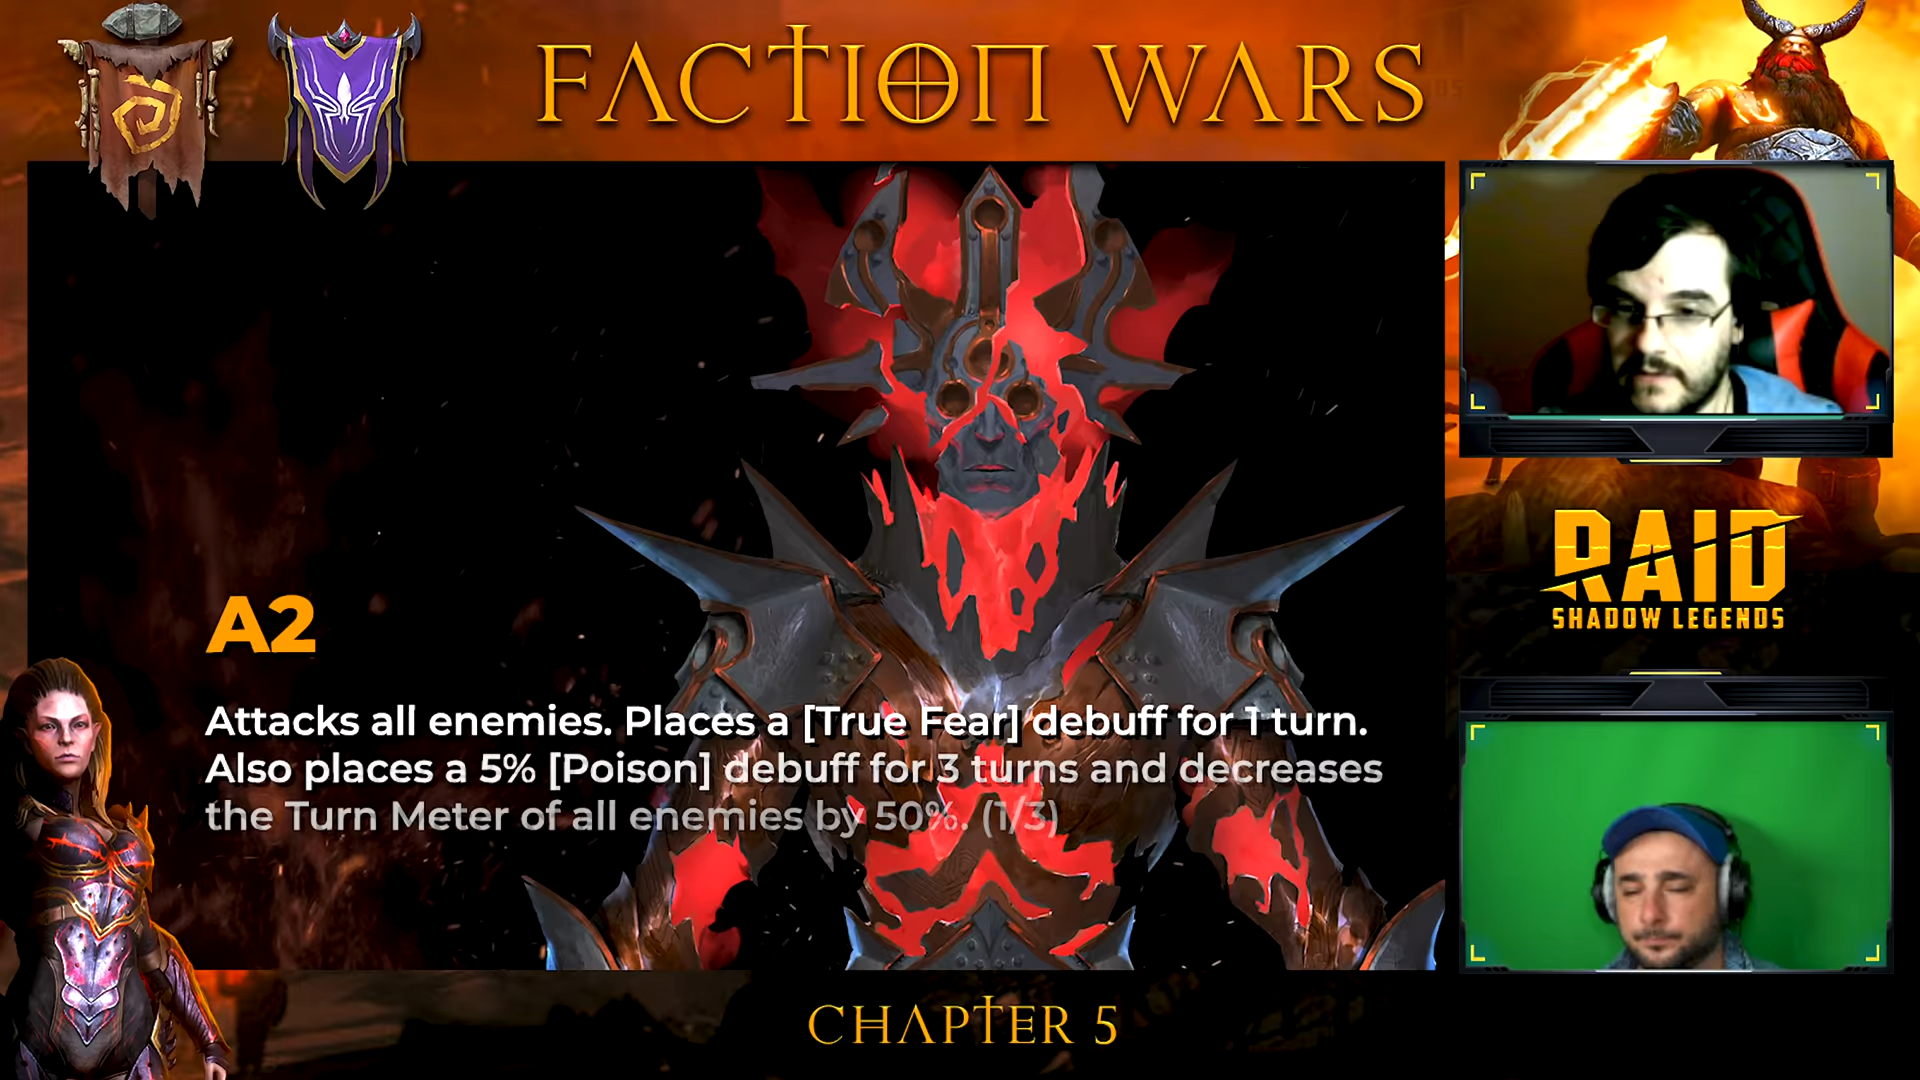 FACTION WARS
RAID
SHADOW LEGENDS
A2
Attacks all enemies. Places a [True Fear] debuff for 1 turn.
Also places a 5% [Poison] debuff for 3 turns and decreases
the Turn Meter of all enemies by 50%. (1/3)
CHAPTER 5